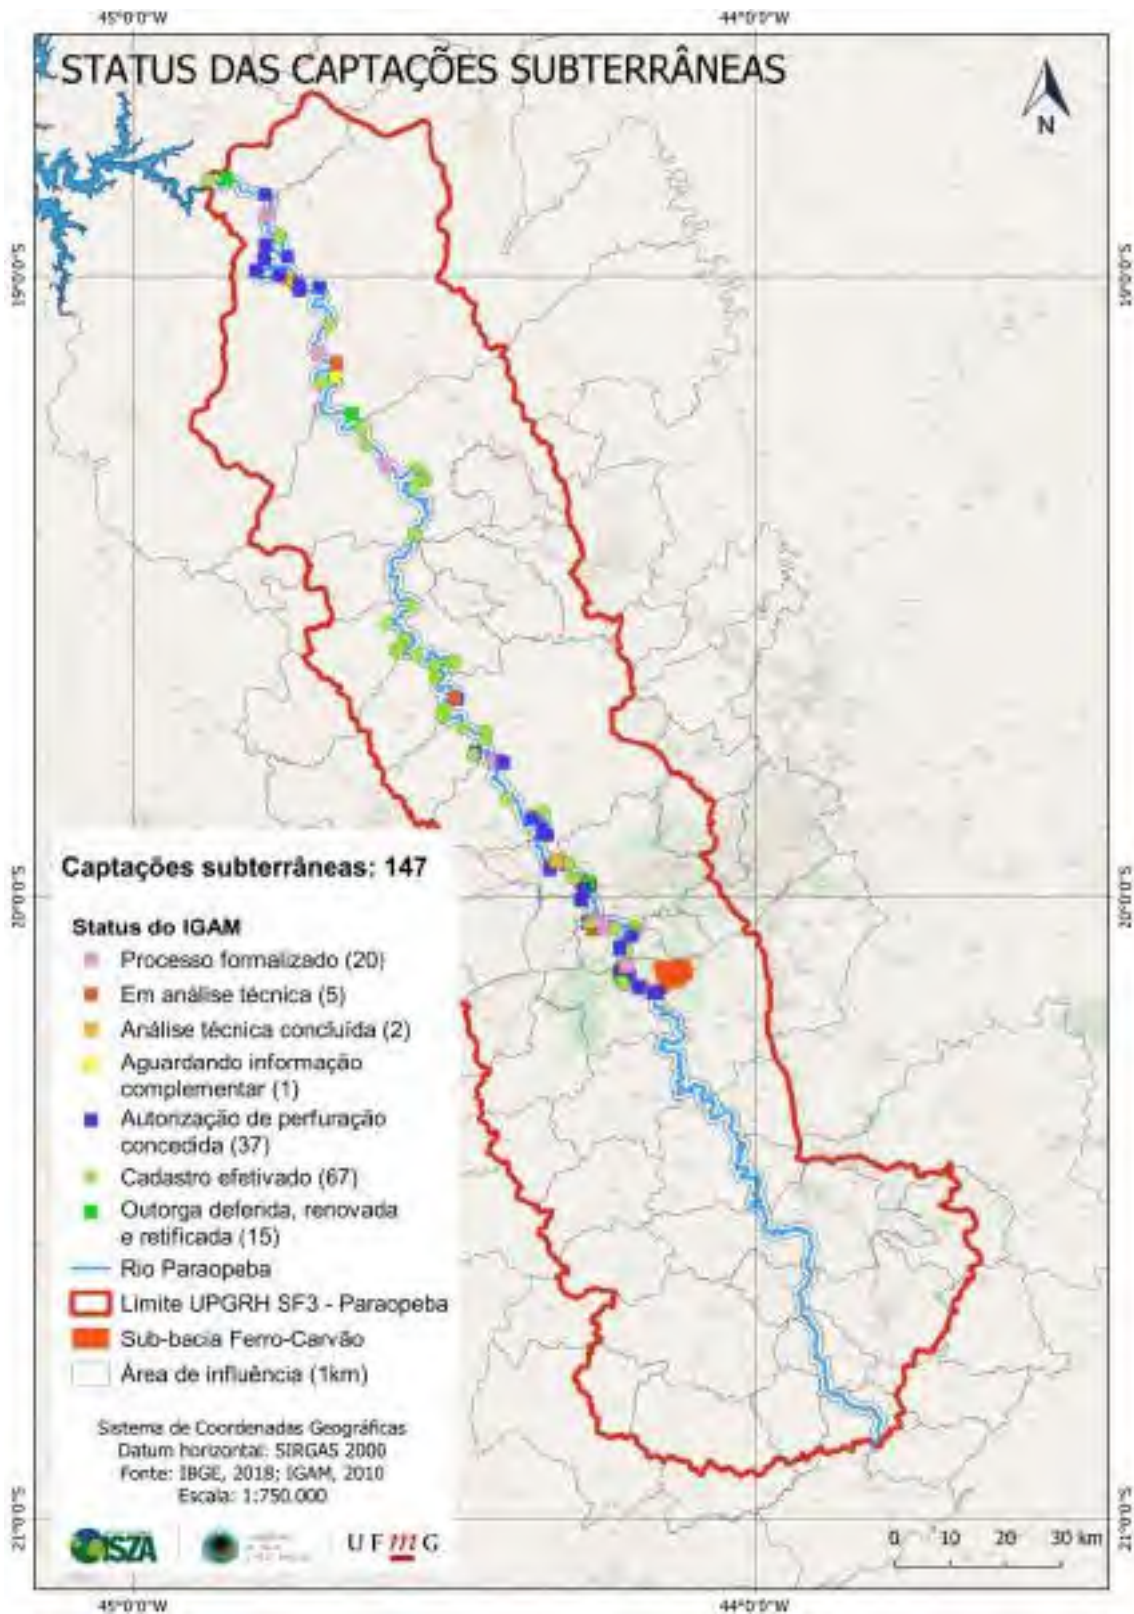 45°0'0"W
44°0'0"W
STATUS DAS CAPTAÇÕES SUBTERRÂNEAS
N
19°0'0"S
19°0'0"S
20°0'0"S
20°0'0"S
Captações subterrâneas: 147
Status do IGAM
Processo formalizado (20)
Em análise técnica (5)
Análise técnica concluída (2)
Aguardando informação
complementar (1)
Autorização de perfuração
concedida (37)
Cadastro efetivado (67)
Outorga deferida, renovada
e retificada (15)
Rio Paraopeba
Limite UPGRH SF3 - Paraopeba
Sub-bacia Ferro-Carvão
Área de influência (1km)
Sistema de Coordenadas Geográficas
Datum horizontal: SIRGAS 2000
Fonte: IBGE, 2018; IGAM, 2010
Escala: 1:750.000
21°0'0"S
21°0'0"S
UFmG
0 10 20 30 km
45°0'0"W
44°0'0"W